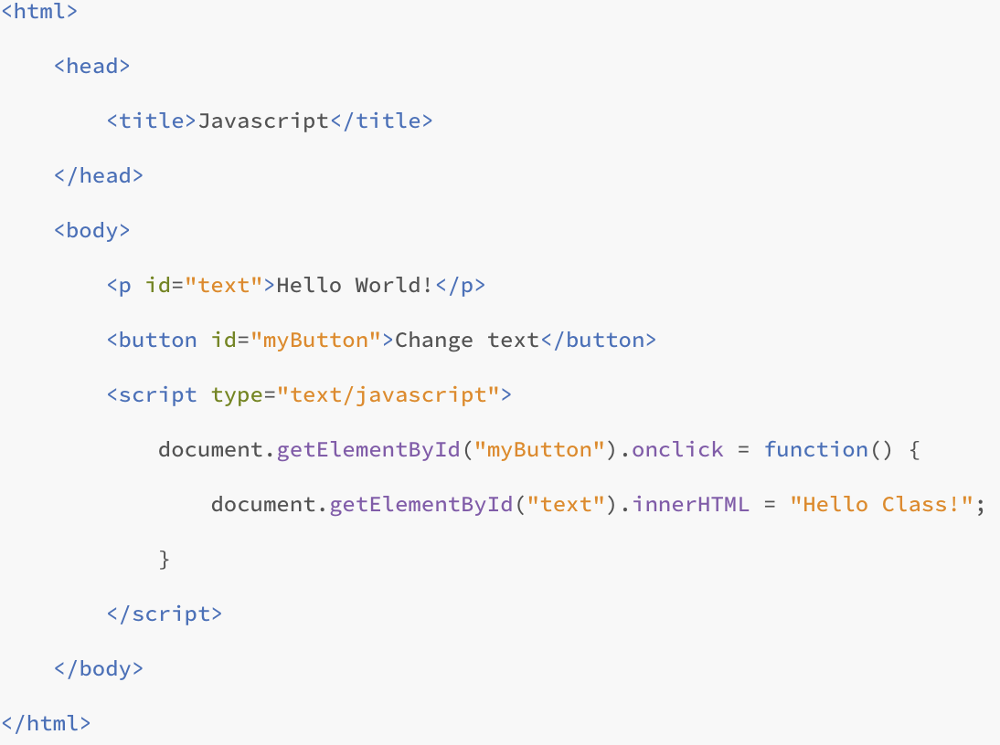 <html>
<head>
<title>Javascript</title>
</head>
<body>
<p id="text">Hello World!</p>
<button id="myButton">Change text</button>
<script type="text/javascript">
document.getElementById("myButton").onclick = function() {
document.getElementById("text").innerHTML = "Hello Class!";
}
</script>
</body>
</html>